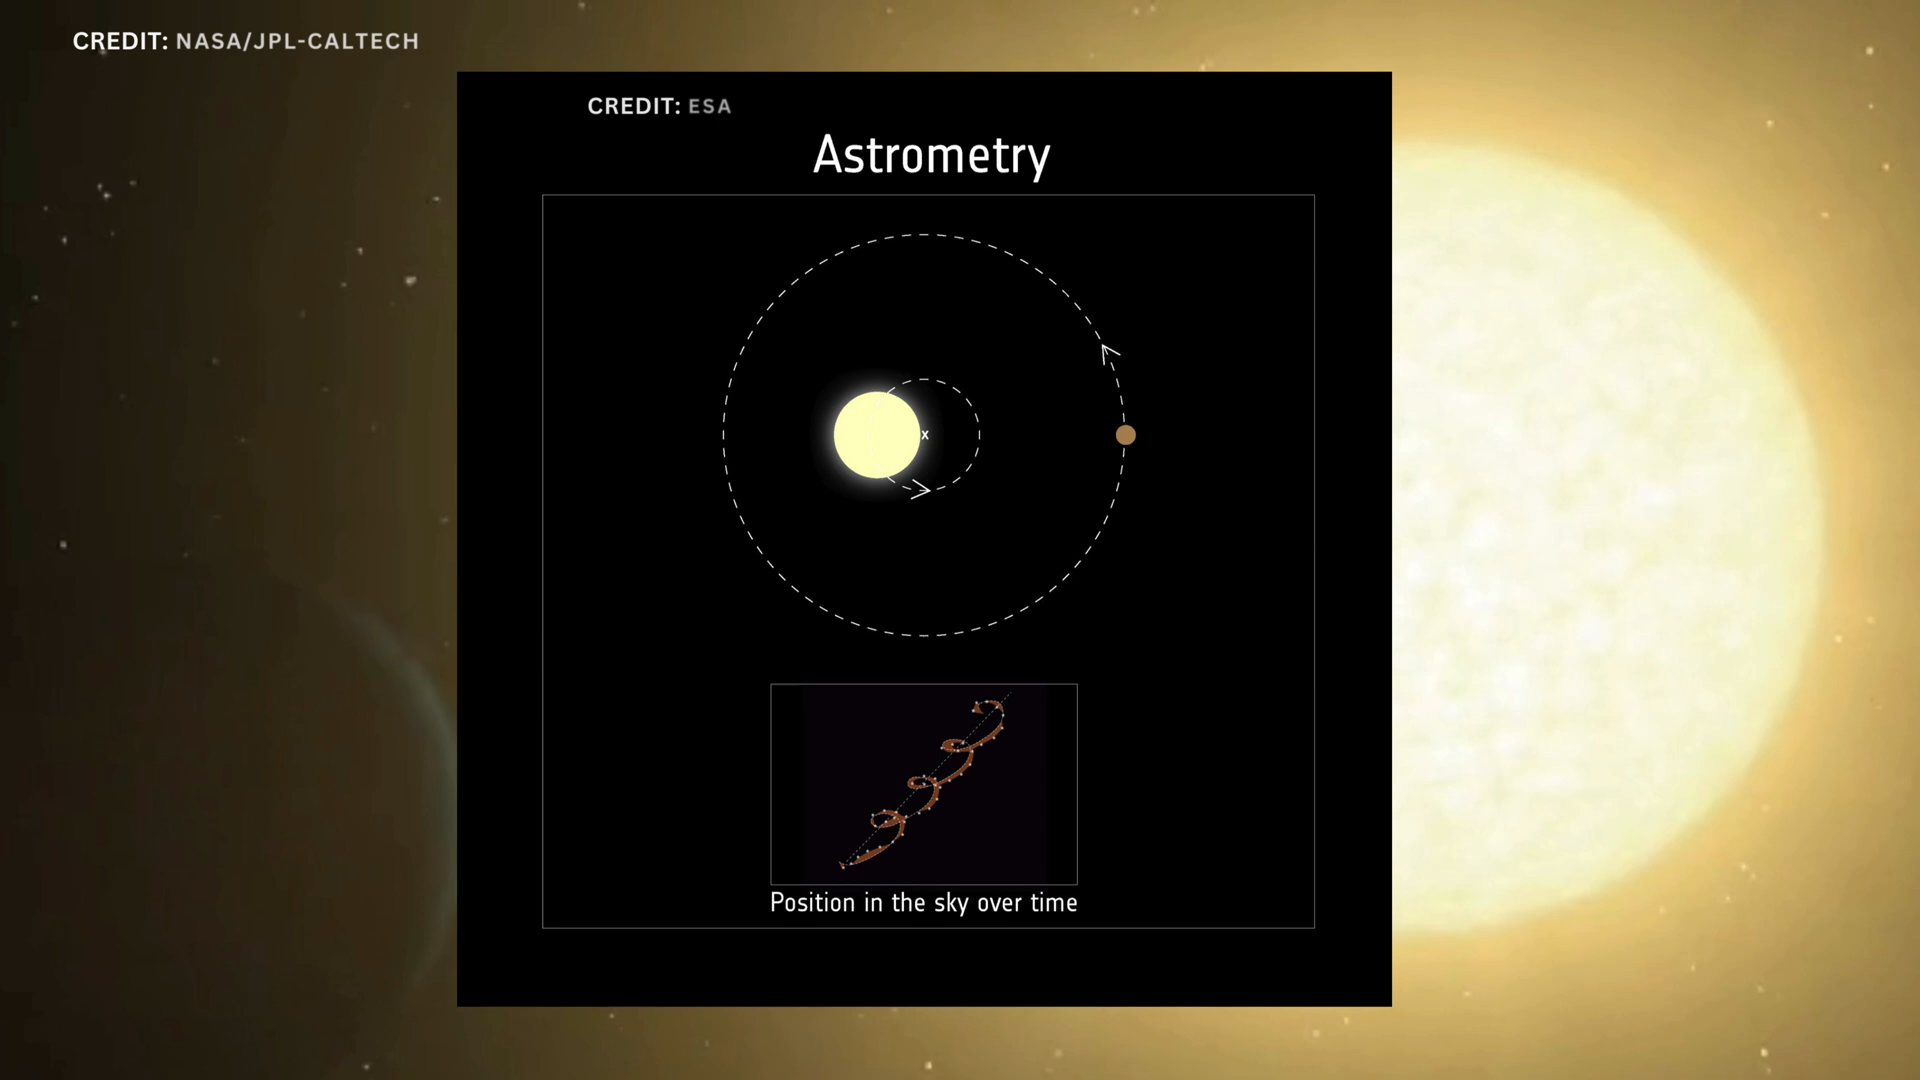 CREDIT: NASA/JPL-CALTECH
CREDIT: ESA
Astrometry
x
Position in the sky over time